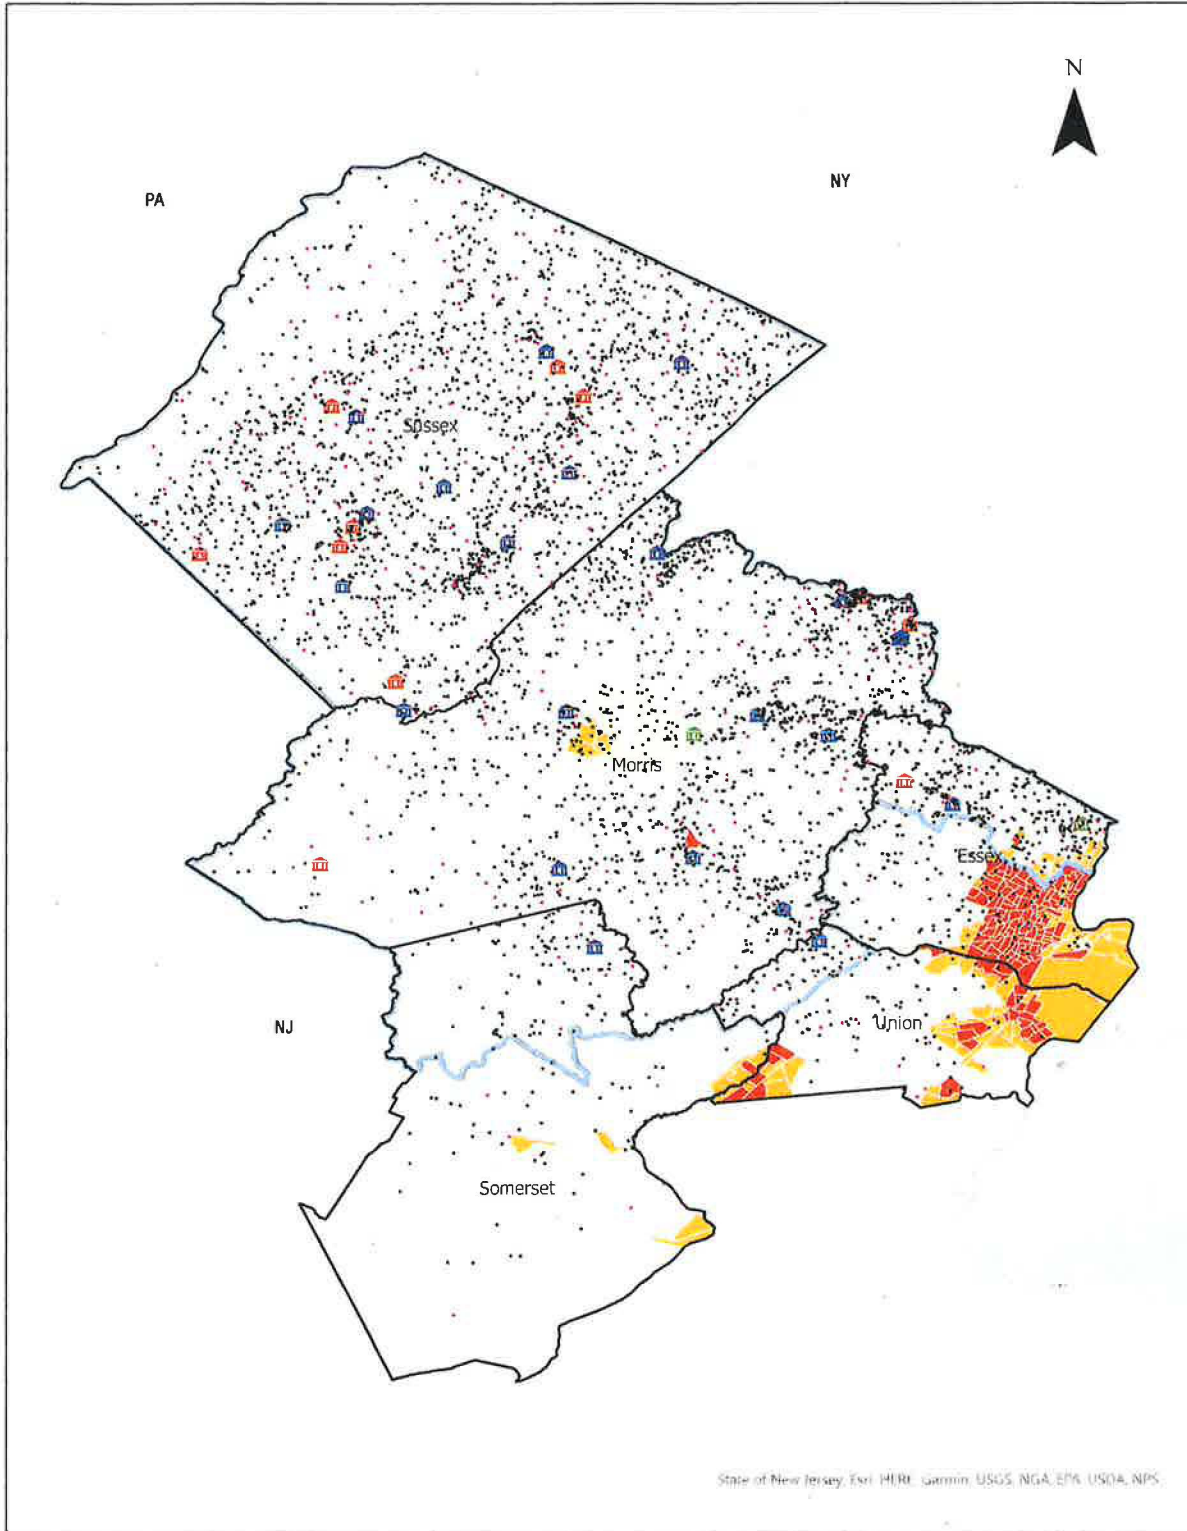 N
NY
PA
Sussex
Morris
Essex
NJ
Union
Somerset
State of New Jersey, Esri, HERE, Garmin, USGS, NGA, EPA, USDA, NPS